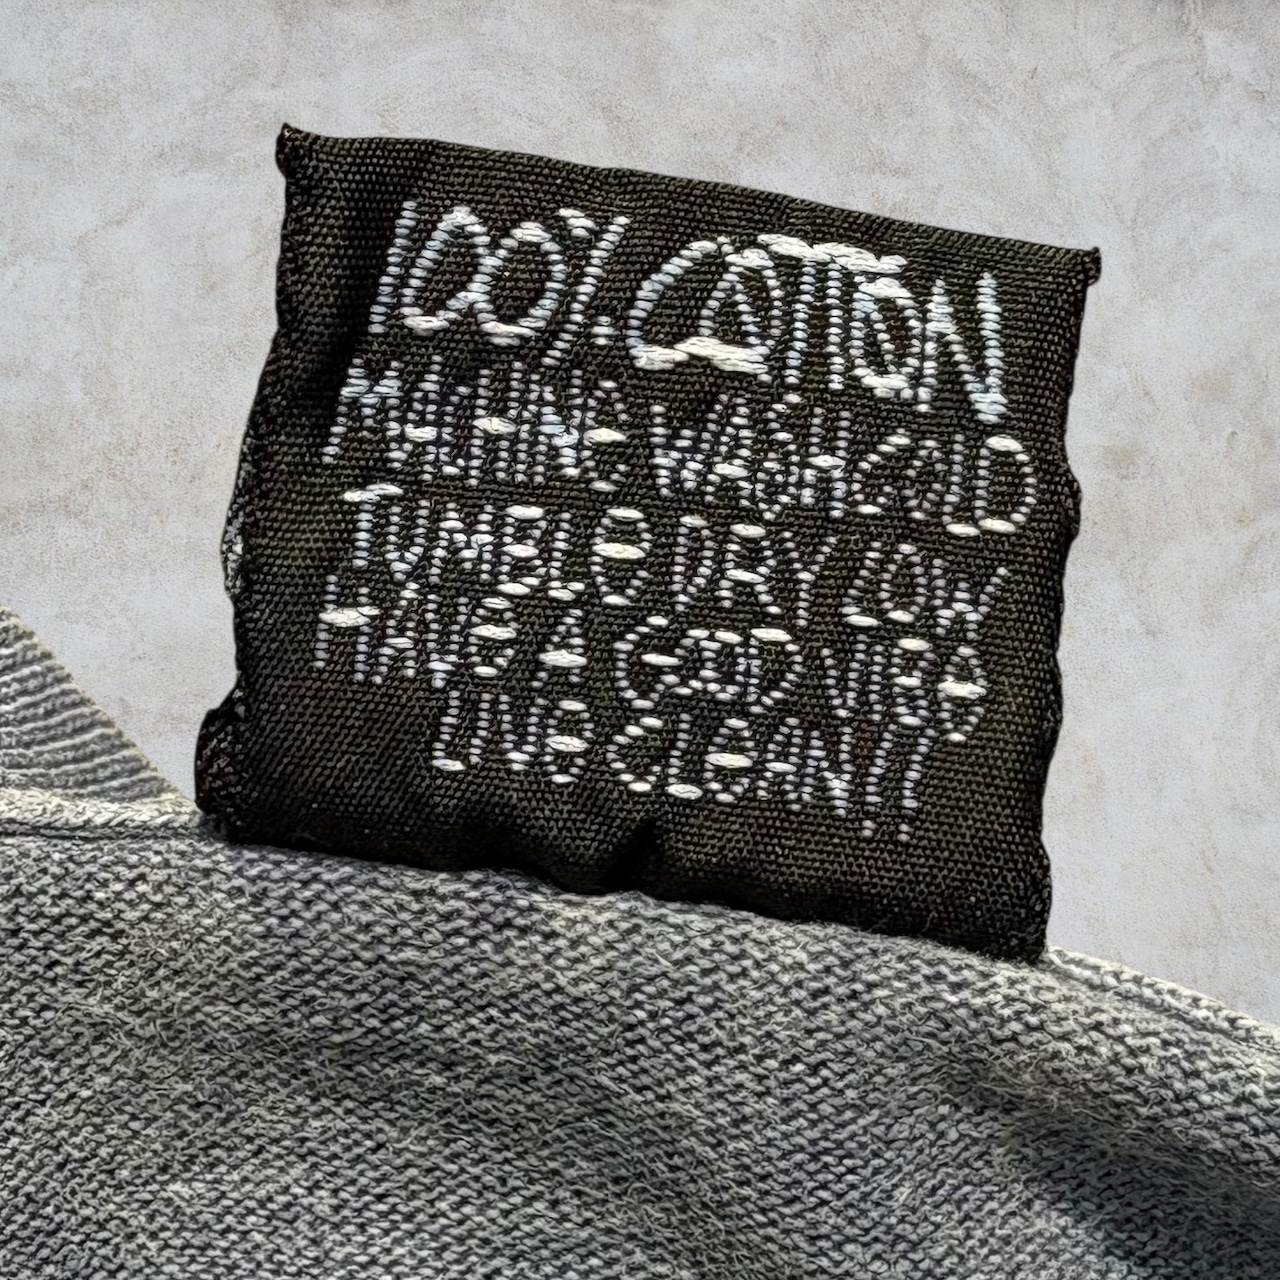 100% COTTON
MACHINE WASH COLD
TUMBLE DRY LOW
HAVE A GOOD VIBE
LIVE CLEAN!!